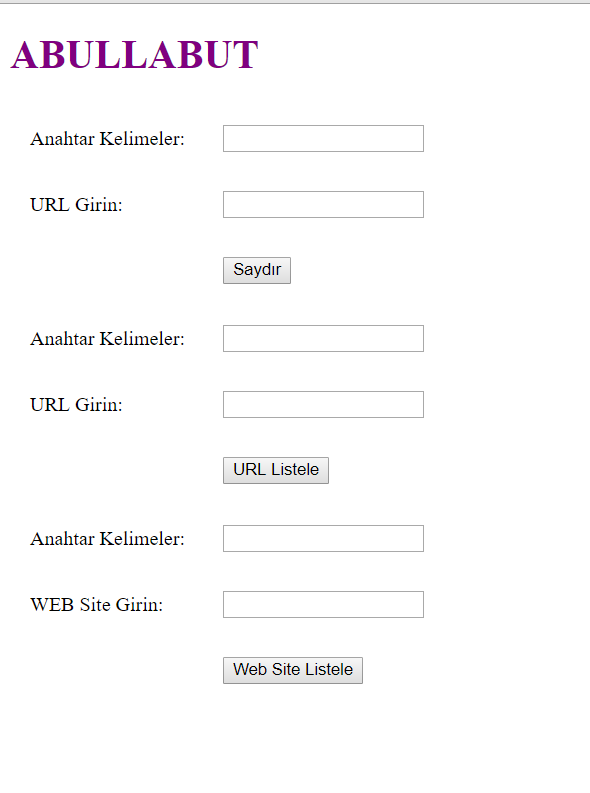 ABULLABUT
Anahtar Kelimeler:
URL Girin:
Saydır
Anahtar Kelimeler:
URL Girin:
URL Listele
Anahtar Kelimeler:
WEB Site Girin:
Web Site Listele